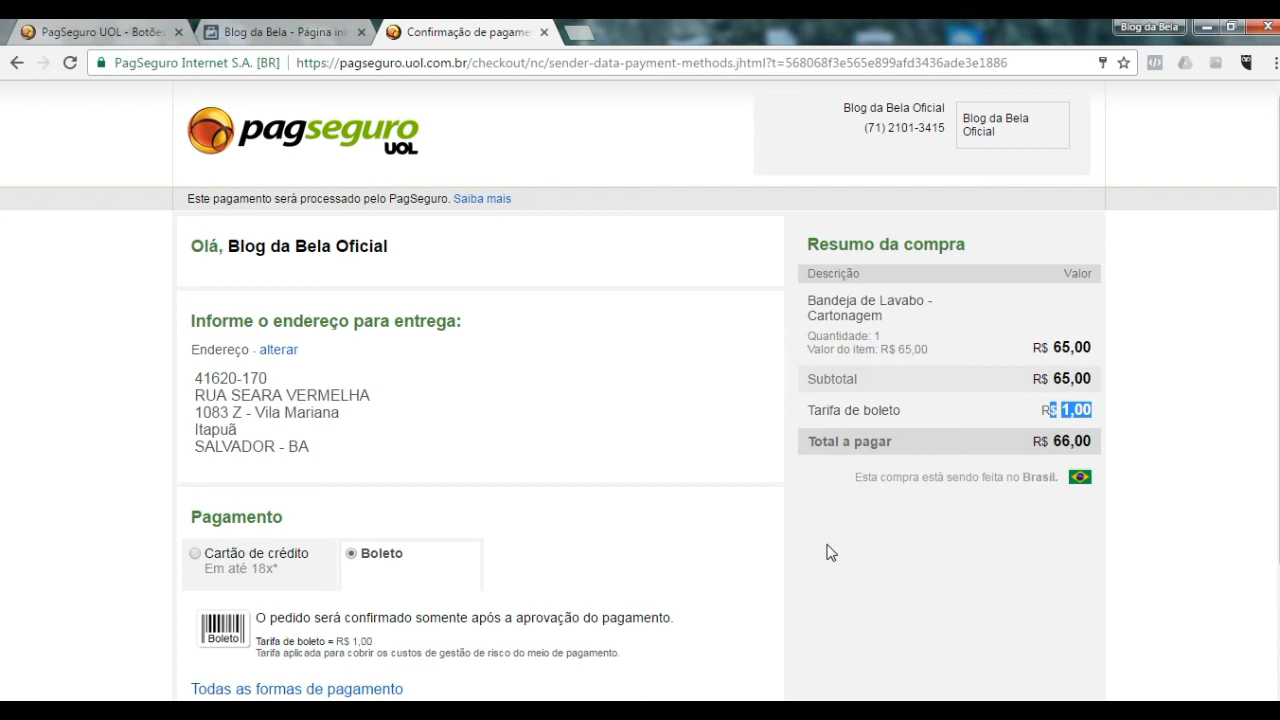 PagSeguro UOL - Botões
Blog da Bela - Página ini
Confirmação de pagame
Blog da Bela
PagSeguro Internet S.A. [BR]
https://pagseguro.uol.com.br/checkout/nc/sender-data-payment-methods.jhtml?t=568068f3e565e899afd3436ade3e1886
pagseguro
UOL
Blog da Bela Oficial
(71) 2101-3415
Blog da Bela
Oficial
Este pagamento será processado pelo PagSeguro. Saiba mais
Olá, Blog da Bela Oficial
Informe o endereço para entrega:
Endereço - alterar
41620-170
RUA SEARA VERMELHA
1083 Z - Vila Mariana
Itapuã
SALVADOR - BA
Pagamento
Cartão de crédito
Em até 18x*
Boleto
Boleto
O pedido será confirmado somente após a aprovação do pagamento.
Tarifa de boleto = R$ 1,00
Tarifa aplicada para cobrir os custos de gestão de risco do meio de pagamento.
Todas as formas de pagamento
Resumo da compra
Descrição Valor
Bandeja de Lavabo -
Cartonagem
Quantidade: 1
Valor do item: R$ 65,00 R$ 65,00
Subtotal R$ 65,00
Tarifa de boleto R$ 1,00
Total a pagar R$ 66,00
Esta compra está sendo feita no Brasil.